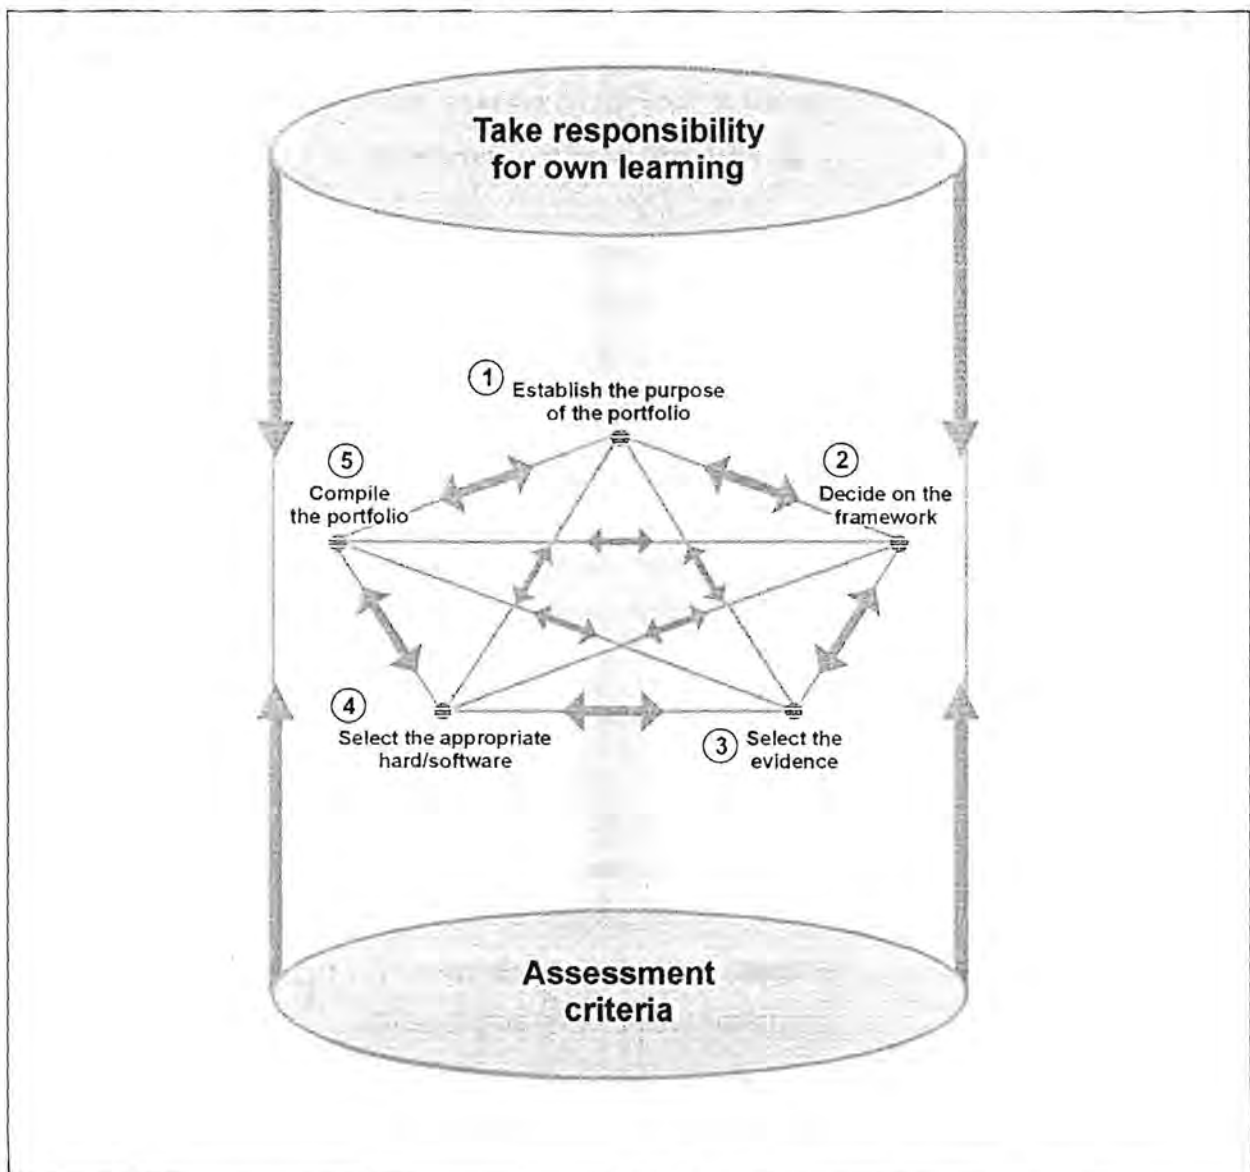 Take responsibility
for own learning
1
Establish the purpose
of the portfolio
2
Decide on the
framework
5
Compile
the portfolio
4
Select the appropriate
hard/software
3
Select the
evidence
Assessment
criteria